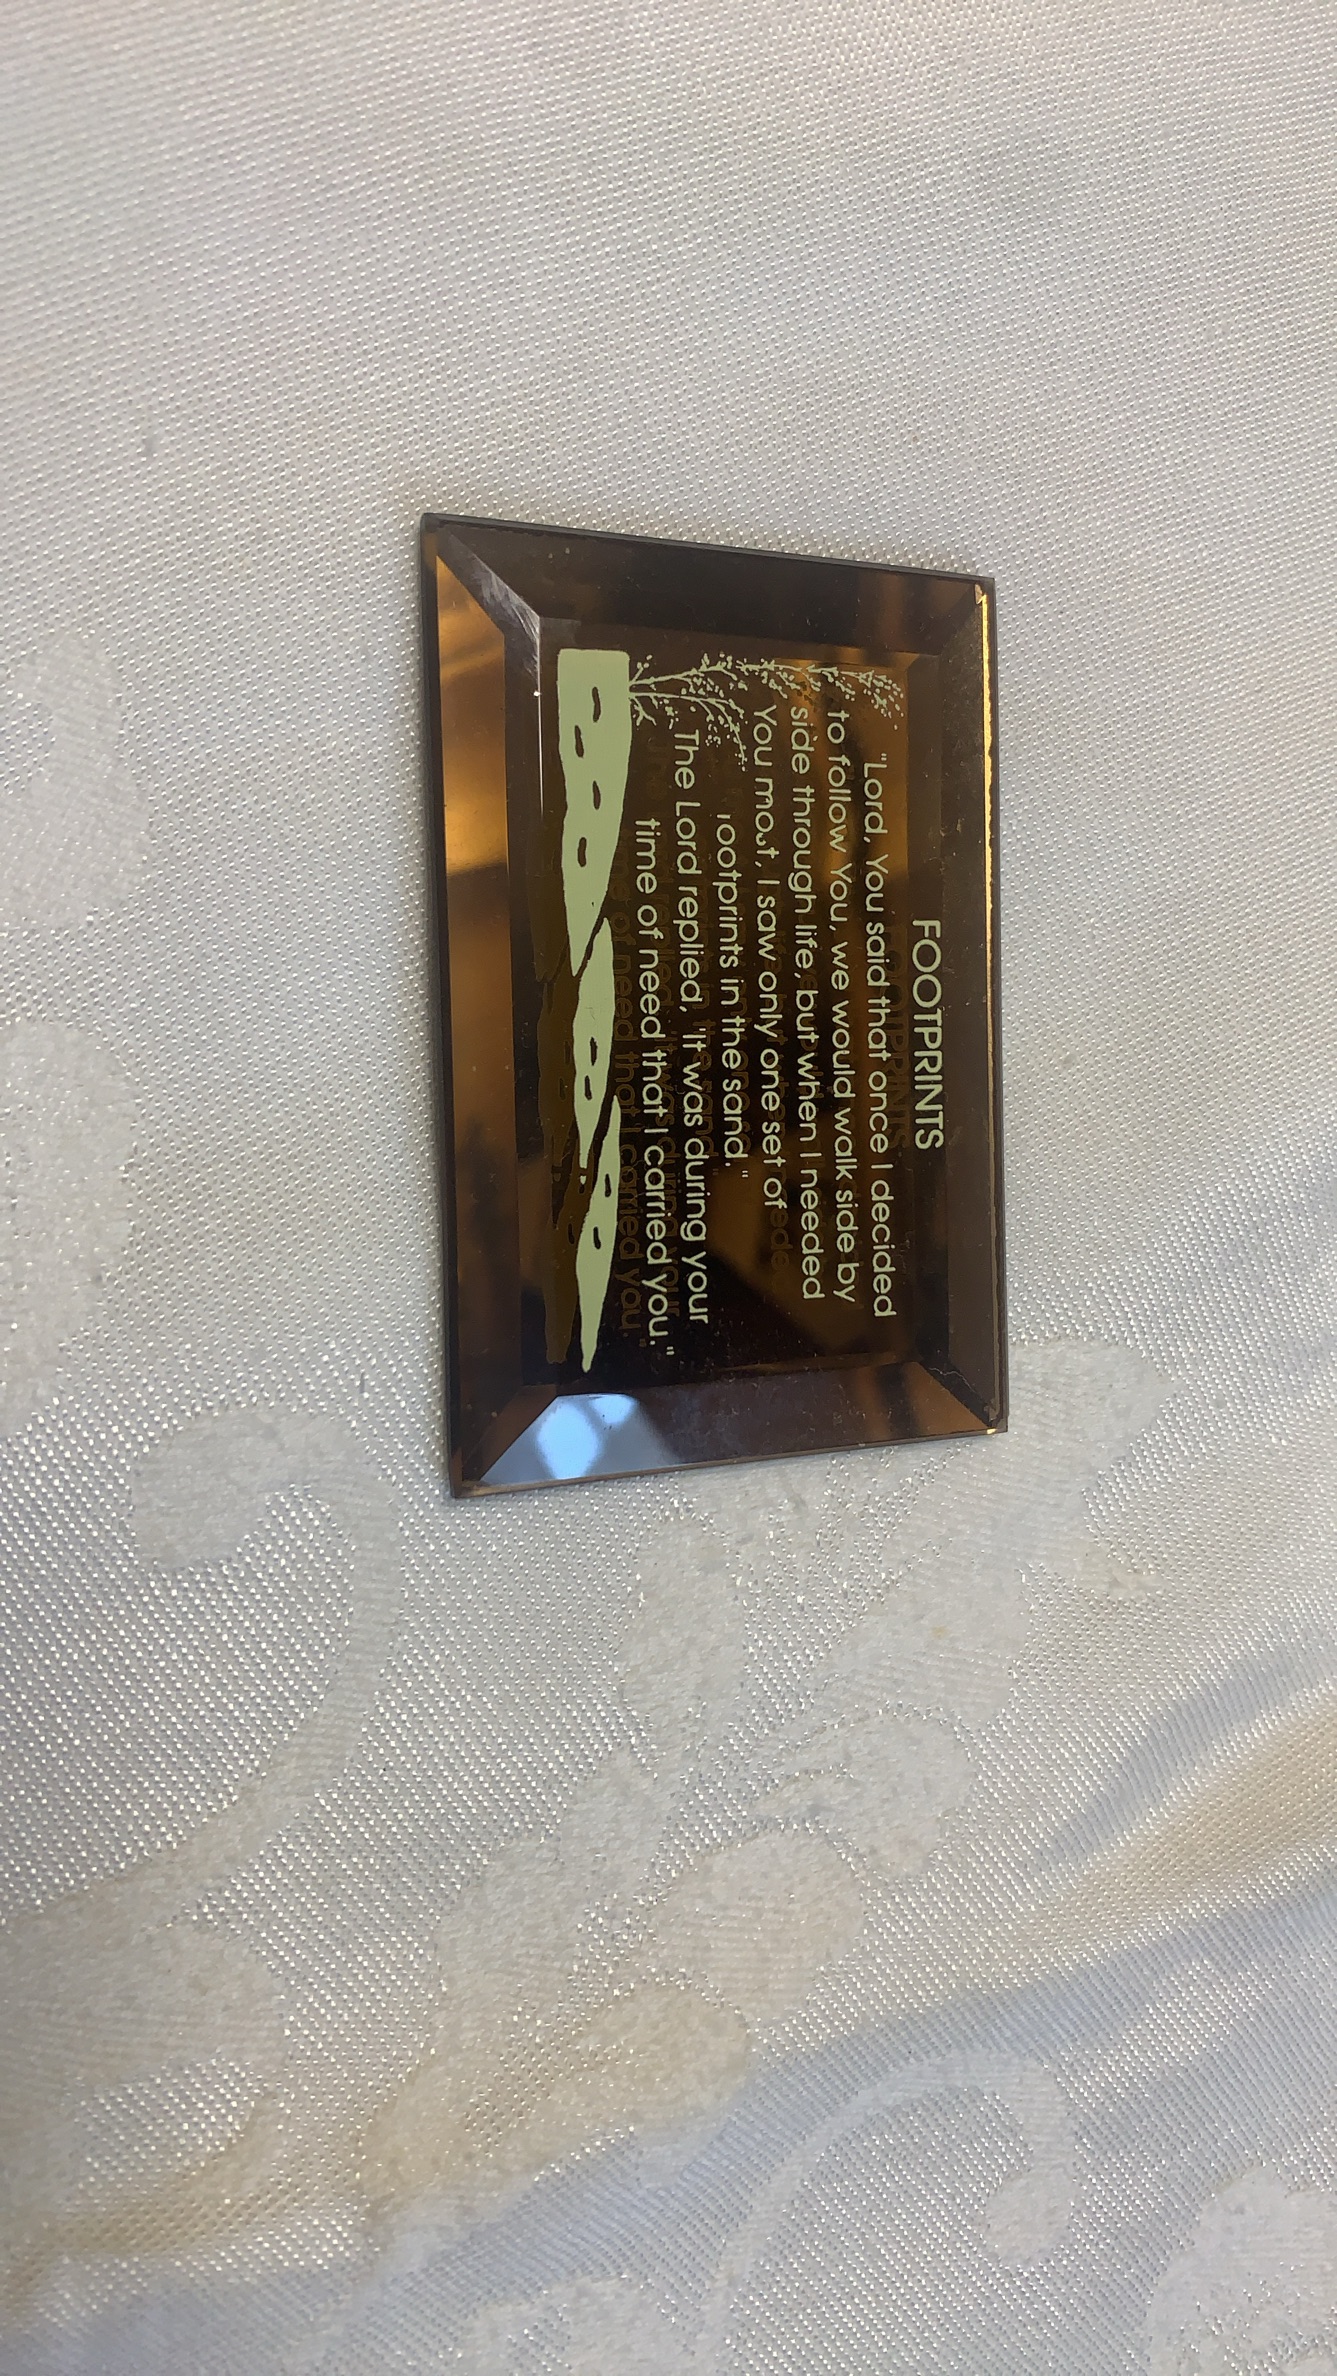 FOOTPRINTS
"Lord, You said that once I decided
to follow You, we would walk side by
side through life, but when I needed
You most, I saw only one set of
footprints in the sand."
The Lord replied, "It was during your
time of need that I carried you."